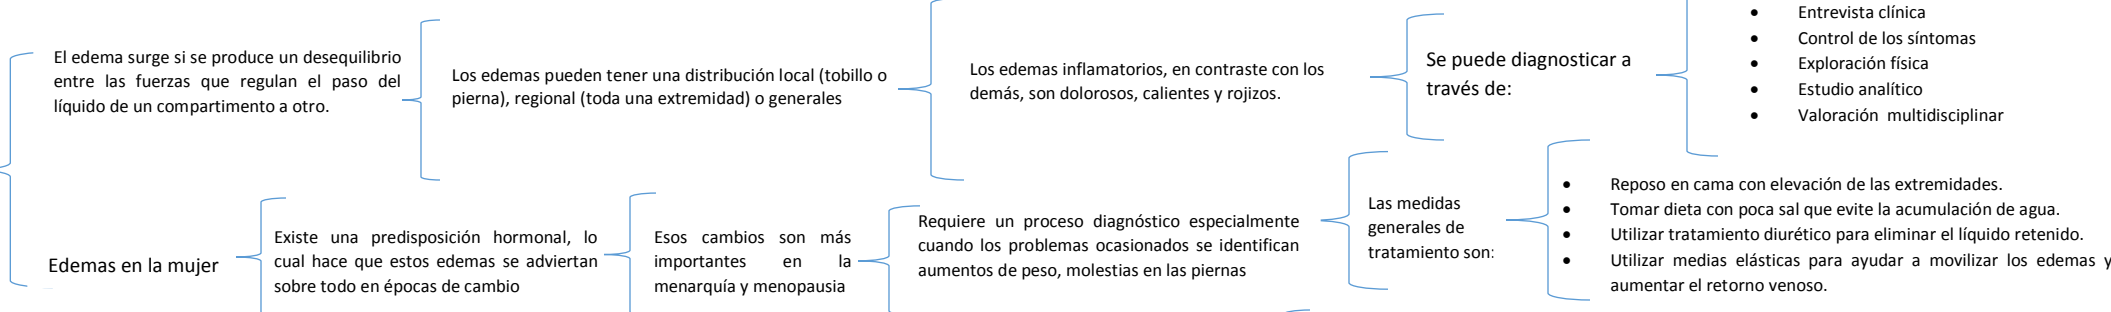 El edema surge si se produce un desequilibrio
entre las fuerzas que regulan el paso del
líquido de un compartimento a otro.
Los edemas pueden tener una distribución local (tobillo o
pierna), regional (toda una extremidad) o generales
Los edemas inflamatorios, en contraste con los
demás, son dolorosos, calientes y rojizos.
Se puede diagnosticar a
través de:
• Entrevista clínica
• Control de los síntomas
• Exploración física
• Estudio analítico
• Valoración multidisciplinar
Edemas en la mujer
Existe una predisposición hormonal, lo
cual hace que estos edemas se adviertan
sobre todo en épocas de cambio
Esos cambios son más
importantes en la
menarquía y menopausia
Requiere un proceso diagnóstico especialmente
cuando los problemas ocasionados se identifican
aumentos de peso, molestias en las piernas
Las medidas
generales de
tratamiento son:
• Reposo en cama con elevación de las extremidades.
• Tomar dieta con poca sal que evite la acumulación de agua.
• Utilizar tratamiento diurético para eliminar el líquido retenido.
• Utilizar medias elásticas para ayudar a movilizar los edemas y
aumentar el retorno venoso.